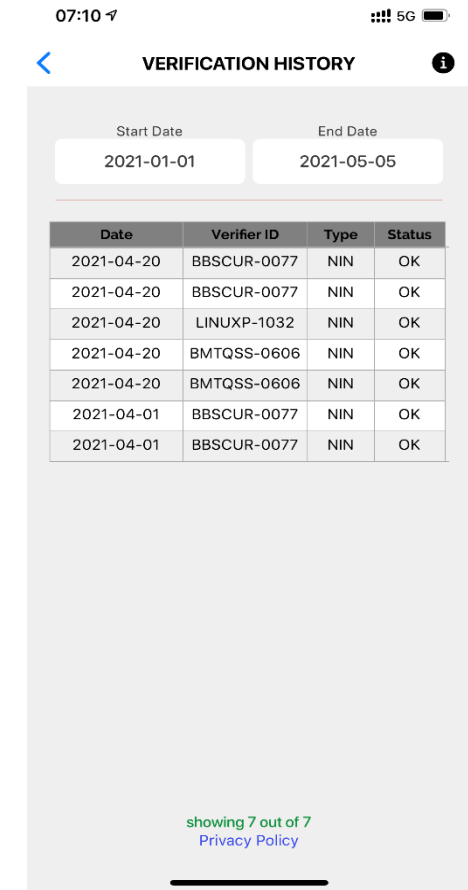 07:10 5G
VERIFICATION HISTORY
Start Date End Date
2021-01-01 2021-05-05
Date Verifier ID Type Status
2021-04-20 BBSCUR-0077 NIN OK
2021-04-20 BBSCUR-0077 NIN OK
2021-04-20 LINUXP-1032 NIN OK
2021-04-20 BMTQSS-0606 NIN OK
2021-04-20 BMTQSS-0606 NIN OK
2021-04-01 BBSCUR-0077 NIN OK
2021-04-01 BBSCUR-0077 NIN OK
showing 7 out of 7
Privacy Policy